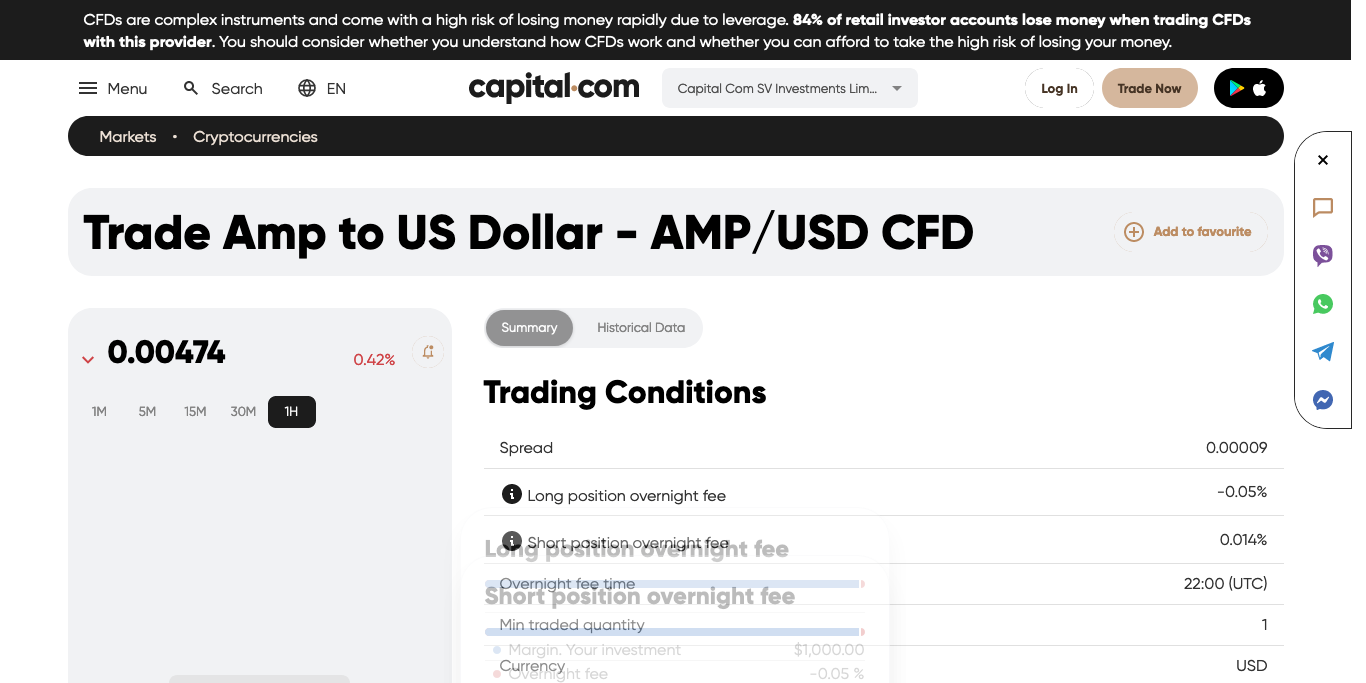 CFDs are complex instruments and come with a high risk of losing money rapidly due to leverage. 84% of retail investor accounts lose money when trading CFDs
with this provider. You should consider whether you understand how CFDs work and whether you can afford to take the high risk of losing your money.
Menu
Search
EN
capital.com
Capital Com SV Investments Lim...
Log In
Trade Now
Markets • Cryptocurrencies
Trade Amp to US Dollar - AMP/USD CFD
Add to favourite
0.00474
0.42%
1M 5M 15M 30M 1H
Summary
Historical Data
Trading Conditions
Spread 0.00009
Long position overnight fee -0.05%
Short position overnight fee 0.014%
Long position overnight fee
Overnight fee time 22:00 (UTC)
Short position overnight fee
Min traded quantity 1
Margin. Your investment $1,000.00
Currency USD
Overnight fee -0.05 %